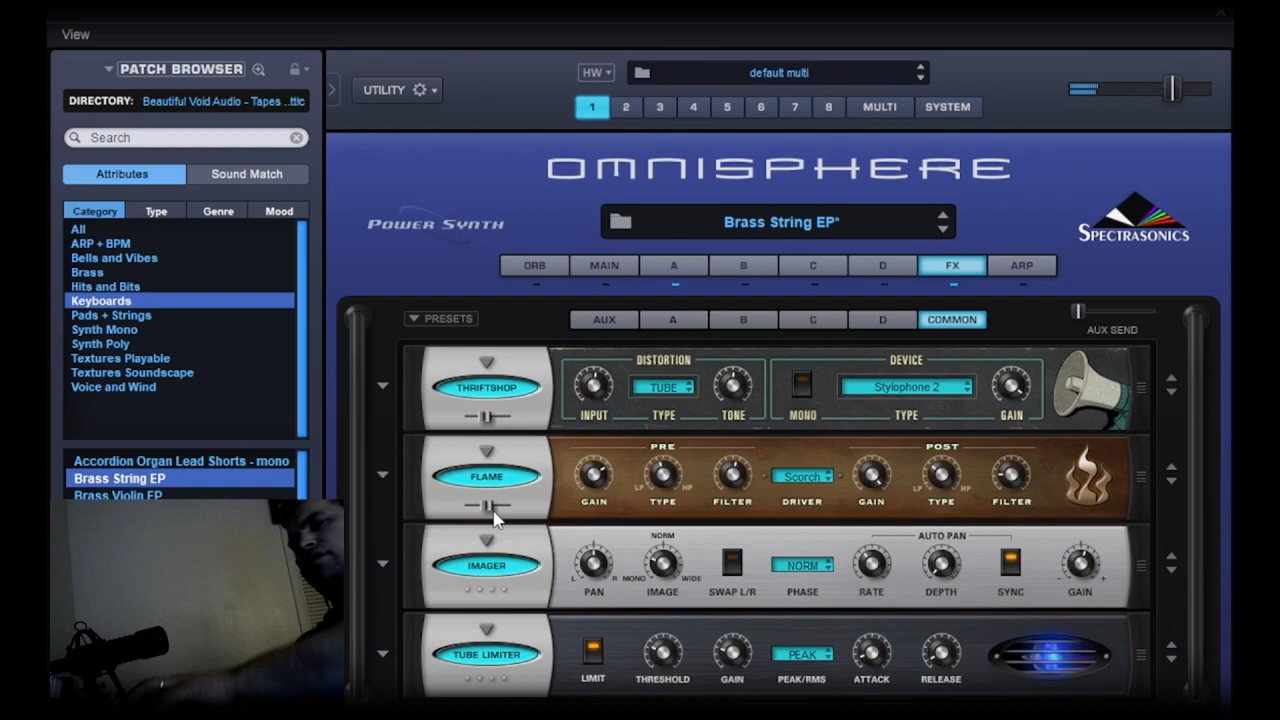 View
PATCH BROWSER
DIRECTORY: Beautiful Void Audio - Tapes ..ttic
Search
Attributes Sound Match
Category Type Genre Mood
All
ARP + BPM
Bells and Vibes
Brass
Hits and Bits
Keyboards
Pads + Strings
Synth Mono
Synth Poly
Textures Playable
Textures Soundscape
Voice and Wind
Accordion Organ Lead Shorts - mono
Brass String EP
Brass Violin EP
UTILITY
HW default multi
1 2 3 4 5 6 7 8 MULTI SYSTEM
OMNISPHERE
POWER SYNTH
Brass String EP*
SPECTRASONICS
ORB MAIN A B C D FX ARP
PRESETS
AUX A B C D COMMON
AUX SEND
THRIFTSHOP
DISTORTION DEVICE
TUBE Stylophone 2
INPUT TYPE TONE MONO TYPE GAIN
FLAME
PRE POST
LP HP Scorch LP HP
GAIN TYPE FILTER DRIVER GAIN TYPE FILTER
IMAGER
NORM AUTO PAN
L R MONO WIDE NORM - +
PAN IMAGE SWAP L/R PHASE RATE DEPTH SYNC GAIN
TUBE LIMITER
PEAK
LIMIT THRESHOLD GAIN PEAK/RMS ATTACK RELEASE